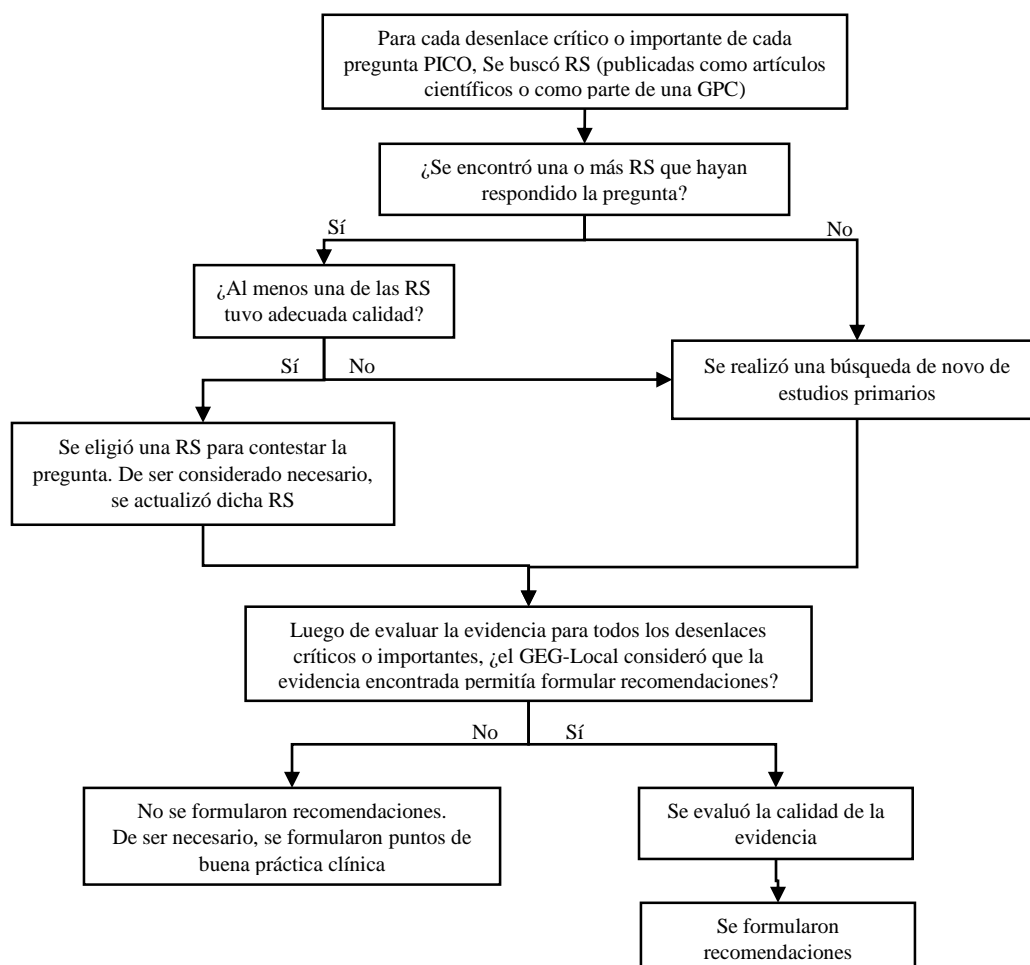 Para cada desenlace crítico o importante de cada
pregunta PICO, Se buscó RS (publicadas como artículos
científicos o como parte de una GPC)
¿Se encontró una o más RS que hayan
respondido la pregunta?
Sí
No
¿Al menos una de las RS
tuvo adecuada calidad?
Sí
No
Se realizó una búsqueda de novo de
estudios primarios
Se eligió una RS para contestar la
pregunta. De ser considerado necesario,
se actualizó dicha RS
Luego de evaluar la evidencia para todos los desenlaces
críticos o importantes, ¿el GEG-Local consideró que la
evidencia encontrada permitía formular recomendaciones?
No
Sí
No se formularon recomendaciones.
De ser necesario, se formularon puntos de
buena práctica clínica
Se evaluó la calidad de la
evidencia
Se formularon
recomendaciones